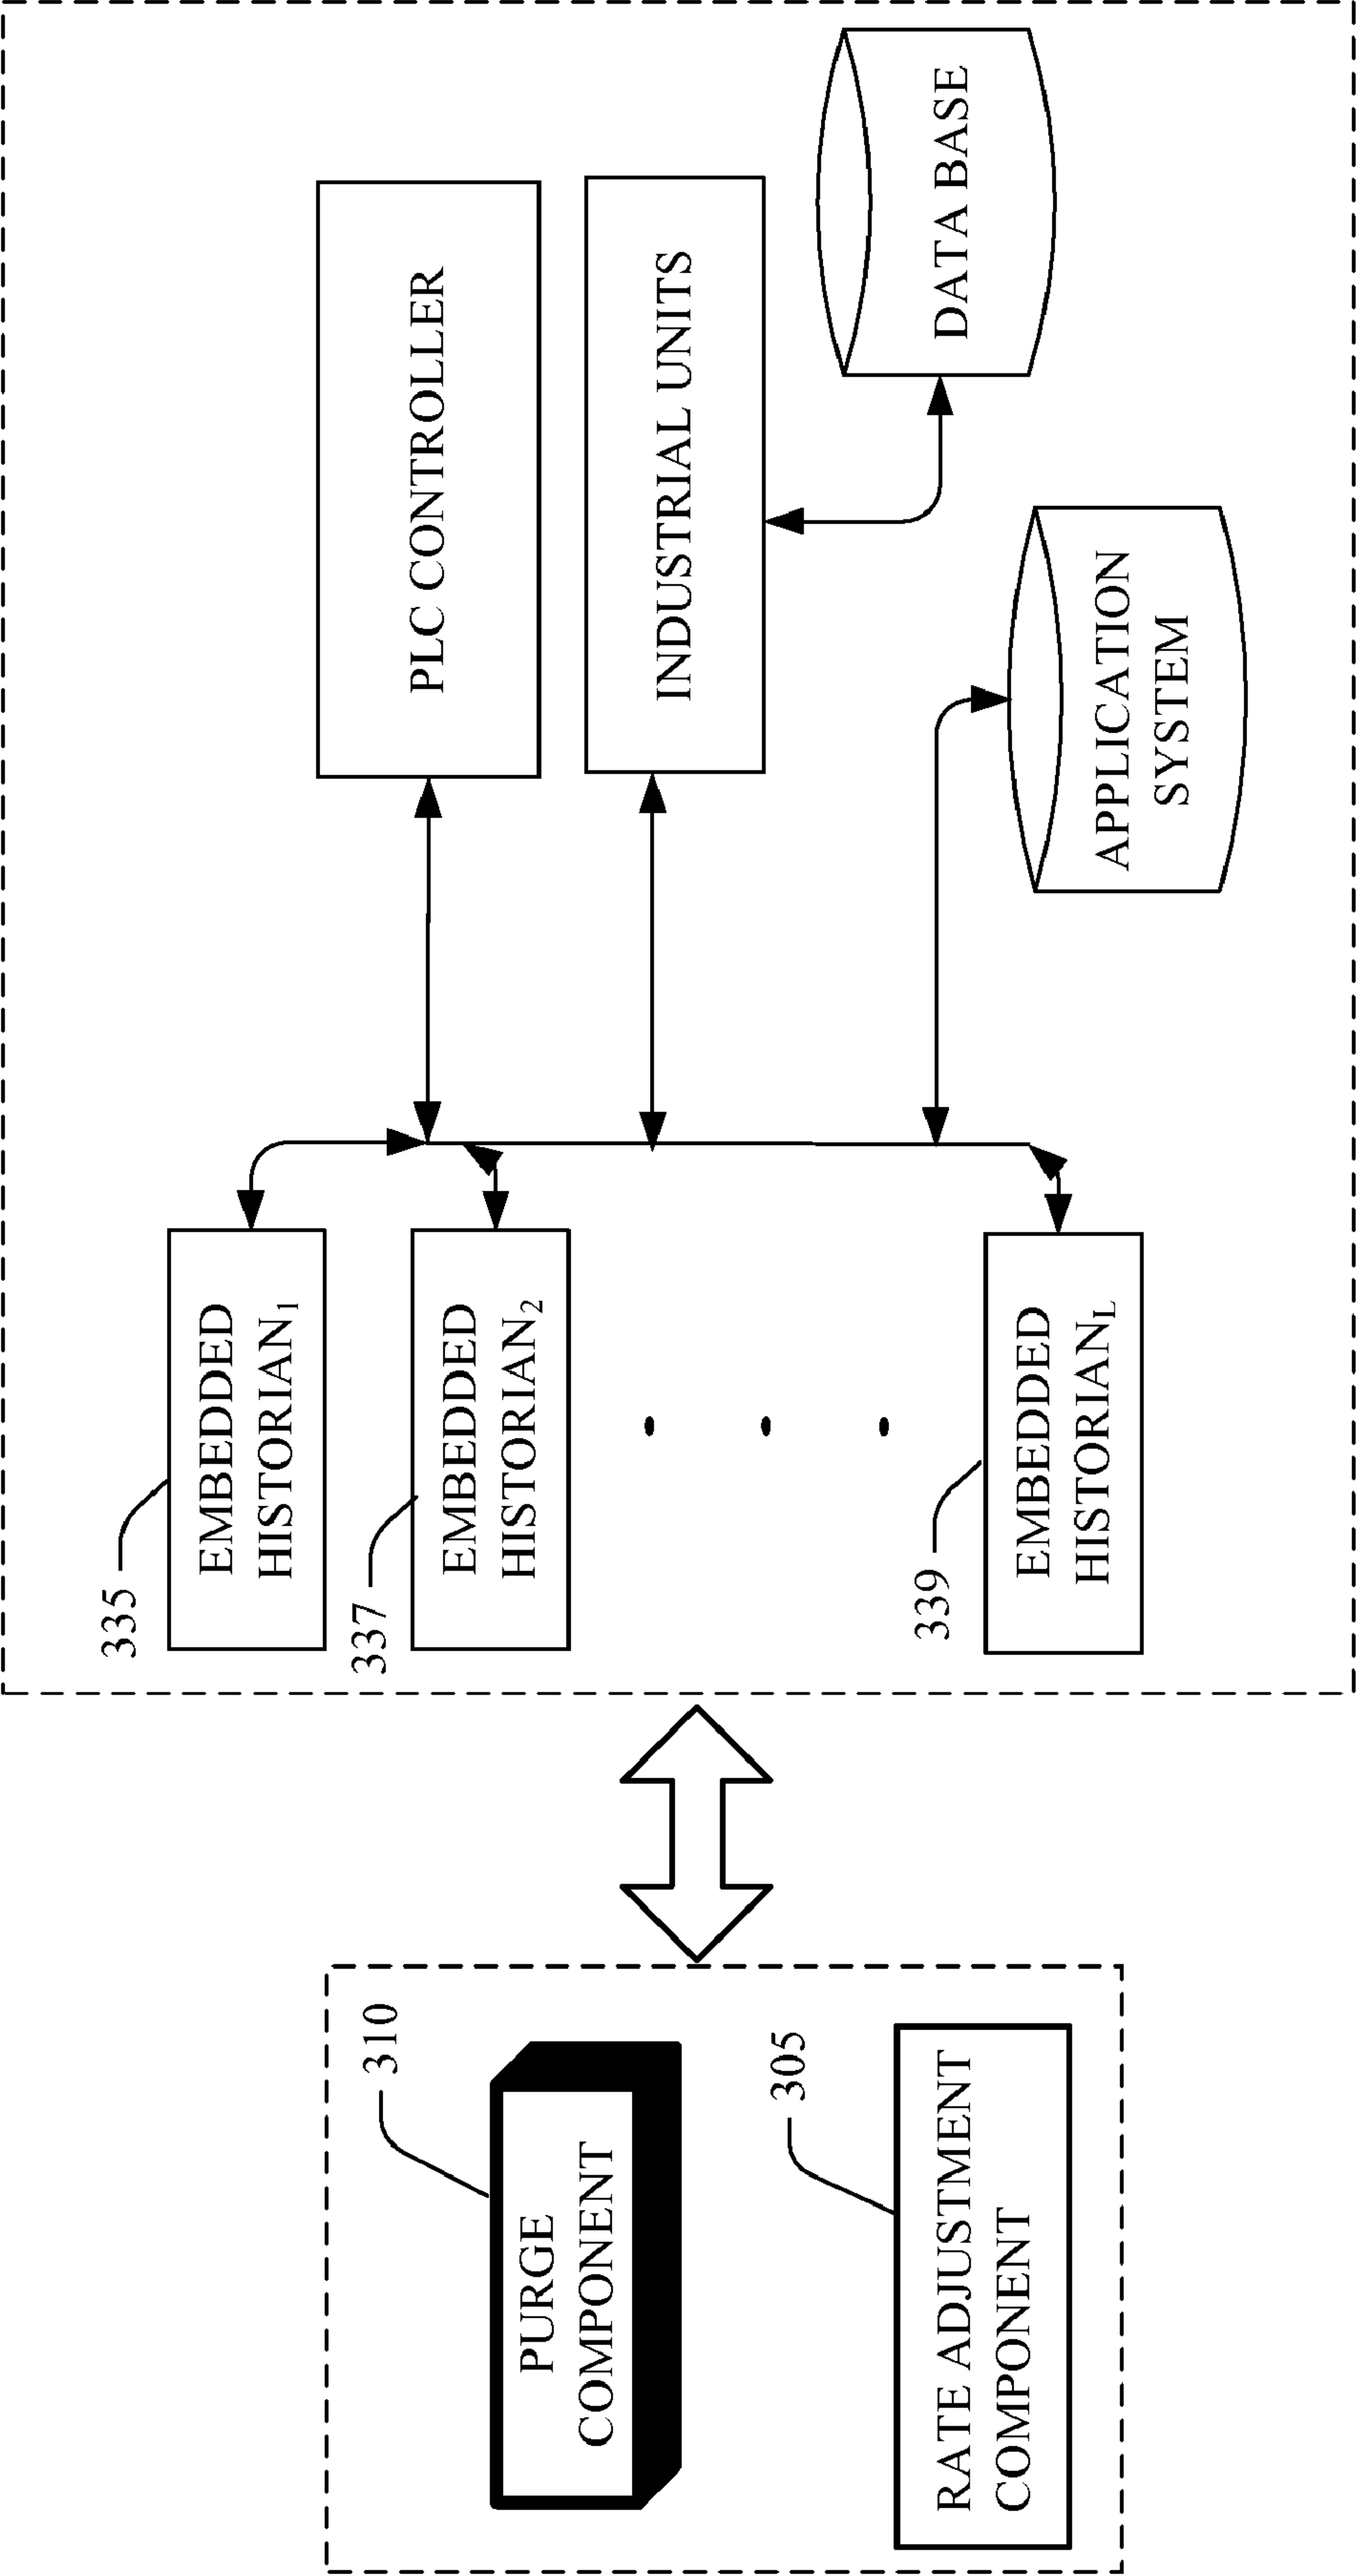 310
PURGE
COMPONENT
305
RATE ADJUSTMENT
COMPONENT
335
EMBEDDED
HISTORIAN₁
337
EMBEDDED
HISTORIAN₂
339
EMBEDDED
HISTORIAN_L
PLC CONTROLLER
INDUSTRIAL UNITS
DATA BASE
APPLICATION
SYSTEM